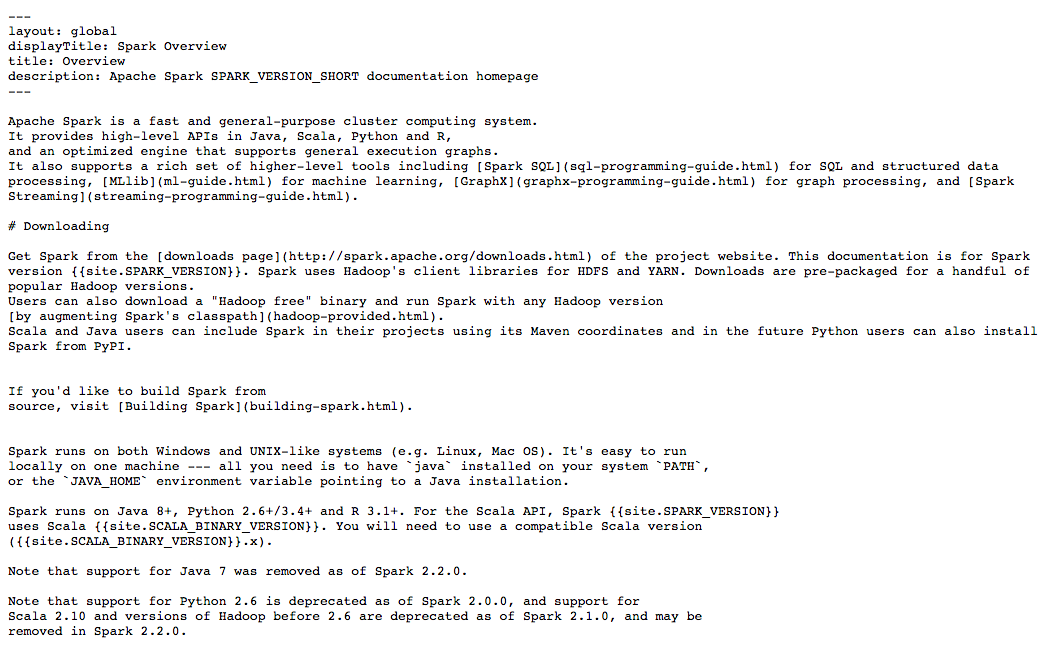 ---
layout: global
displayTitle: Spark Overview
title: Overview
description: Apache Spark SPARK_VERSION_SHORT documentation homepage
---
Apache Spark is a fast and general-purpose cluster computing system.
It provides high-level APIs in Java, Scala, Python and R,
and an optimized engine that supports general execution graphs.
It also supports a rich set of higher-level tools including [Spark SQL](sql-programming-guide.html) for SQL and structured data
processing, [MLlib](ml-guide.html) for machine learning, [GraphX](graphx-programming-guide.html) for graph processing, and [Spark
Streaming](streaming-programming-guide.html).
# Downloading
Get Spark from the [downloads page](http://spark.apache.org/downloads.html) of the project website. This documentation is for Spark
version {{site.SPARK_VERSION}}. Spark uses Hadoop's client libraries for HDFS and YARN. Downloads are pre-packaged for a handful of
popular Hadoop versions.
Users can also download a "Hadoop free" binary and run Spark with any Hadoop version
[by augmenting Spark's classpath](hadoop-provided.html).
Scala and Java users can include Spark in their projects using its Maven coordinates and in the future Python users can also install
Spark from PyPI.
If you'd like to build Spark from
source, visit [Building Spark](building-spark.html).
Spark runs on both Windows and UNIX-like systems (e.g. Linux, Mac OS). It's easy to run
locally on one machine --- all you need is to have `java` installed on your system `PATH`,
or the `JAVA_HOME` environment variable pointing to a Java installation.
Spark runs on Java 8+, Python 2.6+/3.4+ and R 3.1+. For the Scala API, Spark {{site.SPARK_VERSION}}
uses Scala {{site.SCALA_BINARY_VERSION}}. You will need to use a compatible Scala version
({{site.SCALA_BINARY_VERSION}}.x).
Note that support for Java 7 was removed as of Spark 2.2.0.
Note that support for Python 2.6 is deprecated as of Spark 2.0.0, and support for
Scala 2.10 and versions of Hadoop before 2.6 are deprecated as of Spark 2.1.0, and may be
removed in Spark 2.2.0.